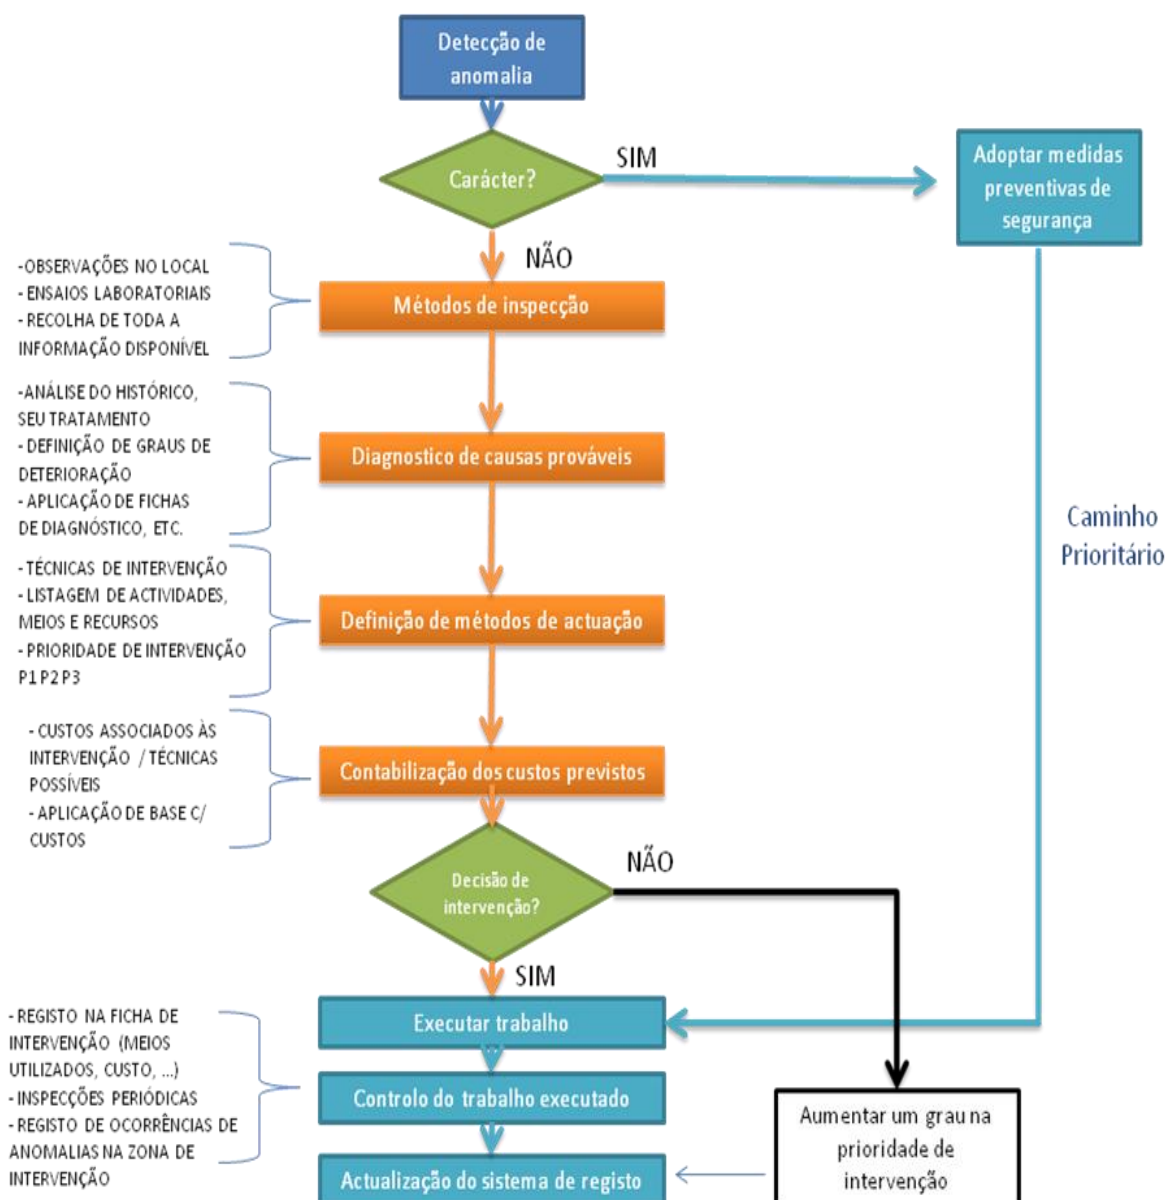 Detecção de
anomalia
Carácter?
SIM
Adoptar medidas
preventivas de
segurança
NÃO
-OBSERVAÇÕES NO LOCAL
- ENSAIOS LABORATORIAIS
- RECOLHA DE TODA A
INFORMAÇÃO DISPONÍVEL
Métodos de inspecção
-ANÁLISE DO HISTÓRICO,
SEU TRATAMENTO
- DEFINIÇÃO DE GRAUS DE
DETERIORAÇÃO
- APLICAÇÃO DE FICHAS
DE DIAGNÓSTICO, ETC.
Diagnostico de causas prováveis
Caminho
Prioritário
- TÉCNICAS DE INTERVENÇÃO
- LISTAGEM DE ACTIVIDADES,
MEIOS E RECURSOS
- PRIORIDADE DE INTERVENÇÃO
P1 P2 P3
Definição de métodos de actuação
- CUSTOS ASSOCIADOS ÀS
INTERVENÇÃO / TÉCNICAS
POSSÍVEIS
- APLICAÇÃO DE BASE C/
CUSTOS
Contabilização dos custos previstos
Decisão de
intervenção?
NÃO
SIM
- REGISTO NA FICHA DE
INTERVENÇÃO (MEIOS
UTILIZADOS, CUSTO, ...)
- INSPECÇÕES PERIÓDICAS
- REGISTO DE OCORRÊNCIAS DE
ANOMALIAS NA ZONA DE
INTERVENÇÃO
Executar trabalho
Controlo do trabalho executado
Actualização do sistema de registo
Aumentar um grau na
prioridade de
intervenção